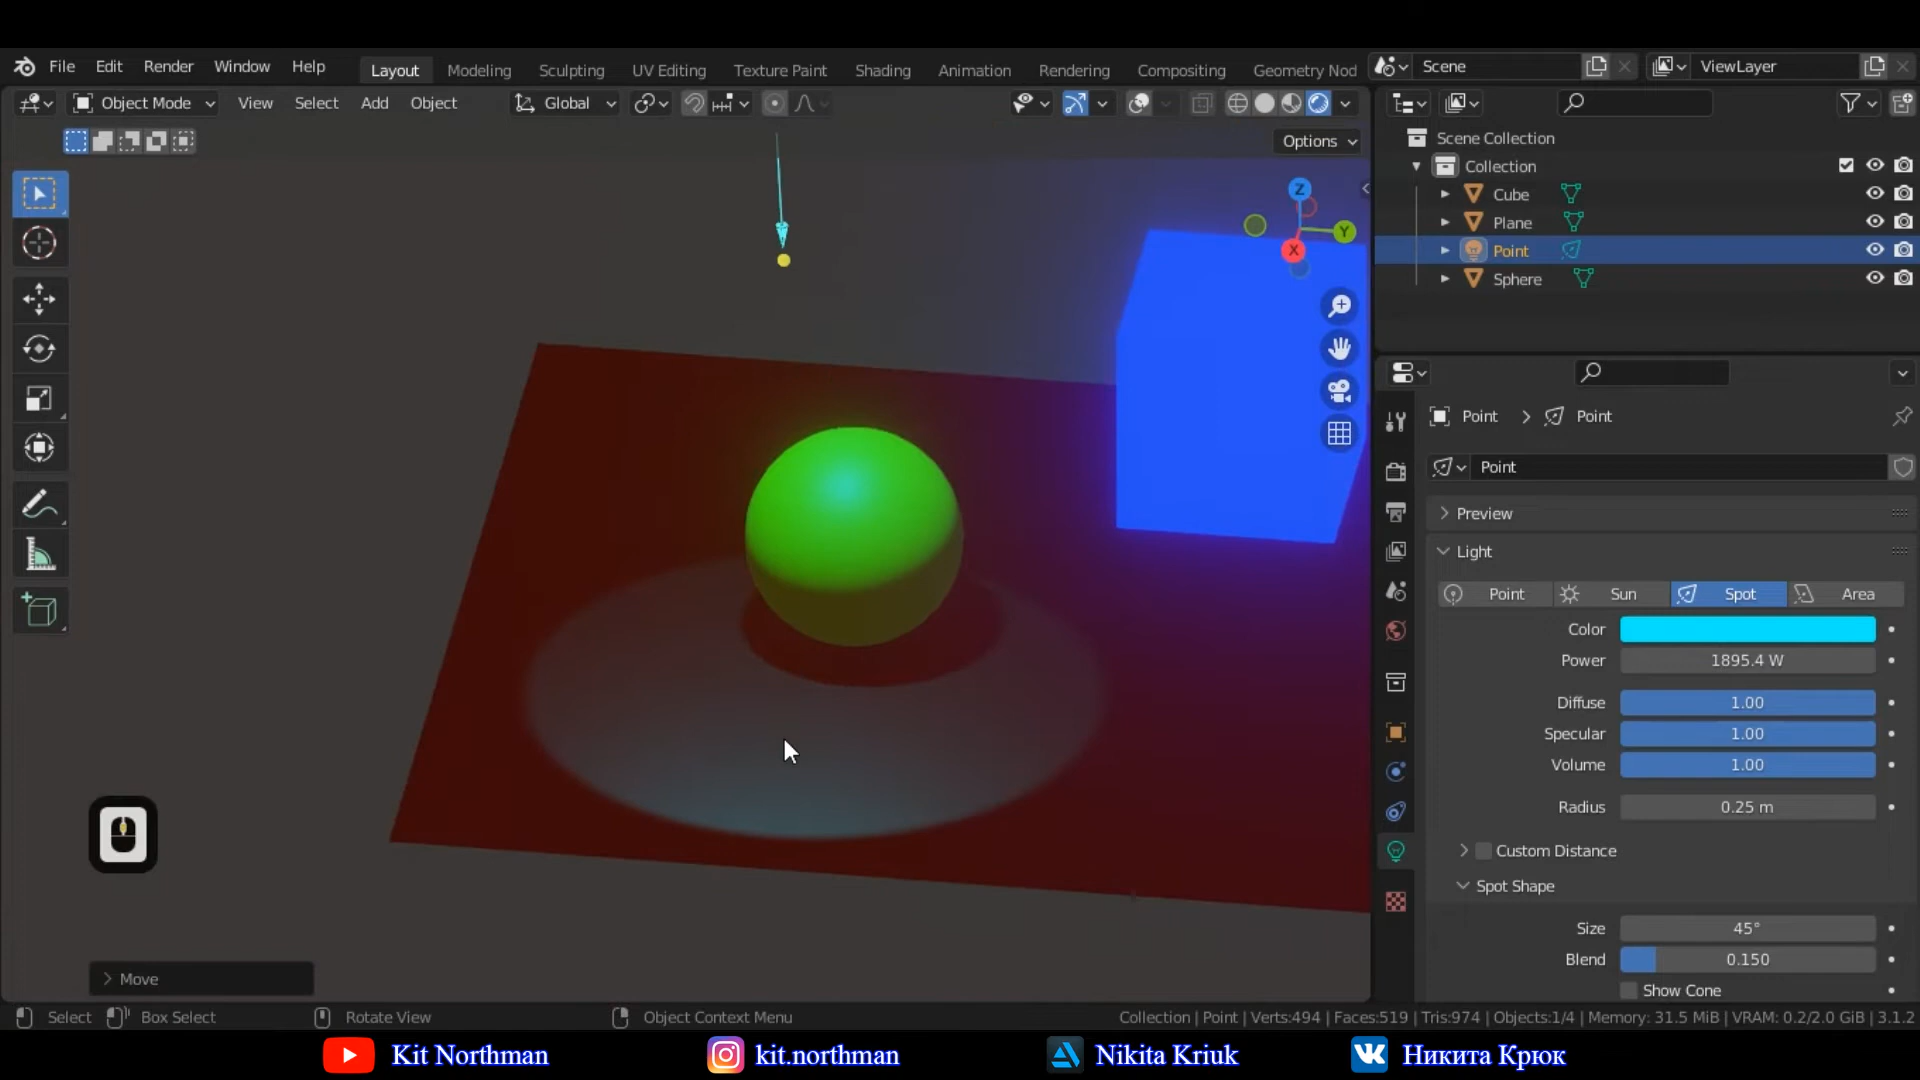 File Edit Render Window Help Layout Modeling Sculpting UV Editing Texture Paint Shading Animation Rendering Compositing Geometry Nod Scene ViewLayer
Object Mode View Select Add Object Global
Options
Scene Collection
Collection
Cube
Plane
Point
Sphere
Z
Y
X
Point > Point
Point
Preview
Light
Point Sun Spot Area
Color
Power 1895.4 W
Diffuse 1.00
Specular 1.00
Volume 1.00
Radius 0.25 m
Custom Distance
Spot Shape
Size 45°
Blend 0.150
Show Cone
Move
Select Box Select Rotate View Object Context Menu Collection | Point | Verts:494 | Faces:519 | Tris:974 | Objects:1/4 | Memory: 31.5 MiB | VRAM: 0.2/2.0 GiB | 3.1.2
Kit Northman kit.northman Nikita Kriuk Никита Крюк